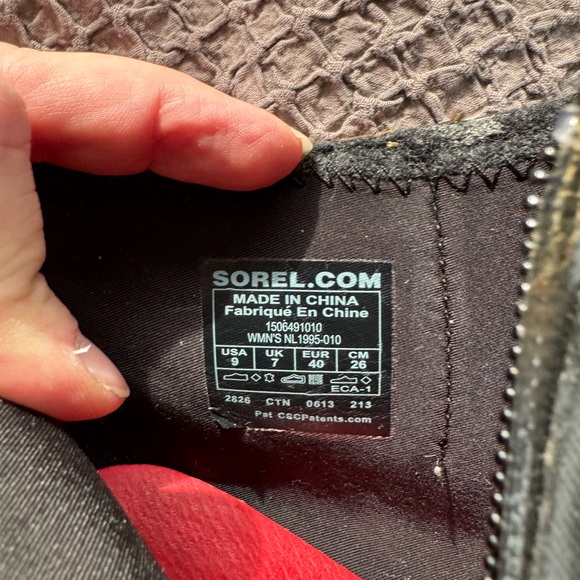 SOREL.COM
MADE IN CHINA
Fabriqué En Chine
1506491010
WMN'S NL1995-010
USA UK EUR CM
9 7 40 26
ECA-1
2826 CTN 0613 213
Pat CSCPatents.com